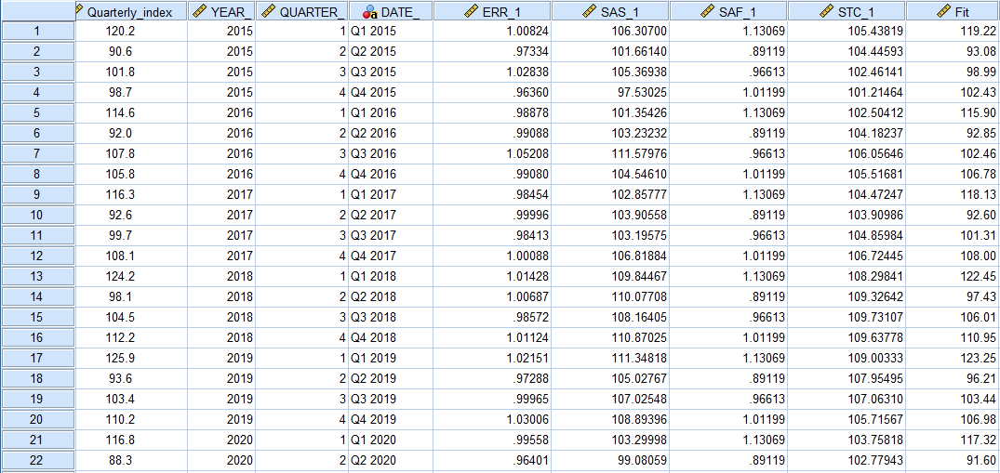 Quarterly_index YEAR_ QUARTER_ DATE_ ERR_1 SAS_1 SAF_1 STC_1 Fit
1 120.2 2015 1 Q1 2015 1.00824 106.30700 1.13069 105.43819 119.22
2 90.6 2015 2 Q2 2015 .97334 101.66140 .89119 104.44593 93.08
3 101.8 2015 3 Q3 2015 1.02838 105.36938 .96613 102.46141 98.99
4 98.7 2015 4 Q4 2015 .96360 97.53025 1.01199 101.21464 102.43
5 114.6 2016 1 Q1 2016 .98878 101.35426 1.13069 102.50412 115.90
6 92.0 2016 2 Q2 2016 .99088 103.23232 .89119 104.18237 92.85
7 107.8 2016 3 Q3 2016 1.05208 111.57976 .96613 106.05646 102.46
8 105.8 2016 4 Q4 2016 .99080 104.54610 1.01199 105.51681 106.78
9 116.3 2017 1 Q1 2017 .98454 102.85777 1.13069 104.47247 118.13
10 92.6 2017 2 Q2 2017 .99996 103.90558 .89119 103.90986 92.60
11 99.7 2017 3 Q3 2017 .98413 103.19575 .96613 104.85984 101.31
12 108.1 2017 4 Q4 2017 1.00088 106.81884 1.01199 106.72445 108.00
13 124.2 2018 1 Q1 2018 1.01428 109.84467 1.13069 108.29841 122.45
14 98.1 2018 2 Q2 2018 1.00687 110.07708 .89119 109.32642 97.43
15 104.5 2018 3 Q3 2018 .98572 108.16405 .96613 109.73107 106.01
16 112.2 2018 4 Q4 2018 1.01124 110.87025 1.01199 109.63778 110.95
17 125.9 2019 1 Q1 2019 1.02151 111.34818 1.13069 109.00333 123.25
18 93.6 2019 2 Q2 2019 .97288 105.02767 .89119 107.95495 96.21
19 103.4 2019 3 Q3 2019 .99965 107.02548 .96613 107.06310 103.44
20 110.2 2019 4 Q4 2019 1.03006 108.89396 1.01199 105.71567 106.98
21 116.8 2020 1 Q1 2020 .99558 103.29998 1.13069 103.75818 117.32
22 88.3 2020 2 Q2 2020 .96401 99.08059 .89119 102.77943 91.60